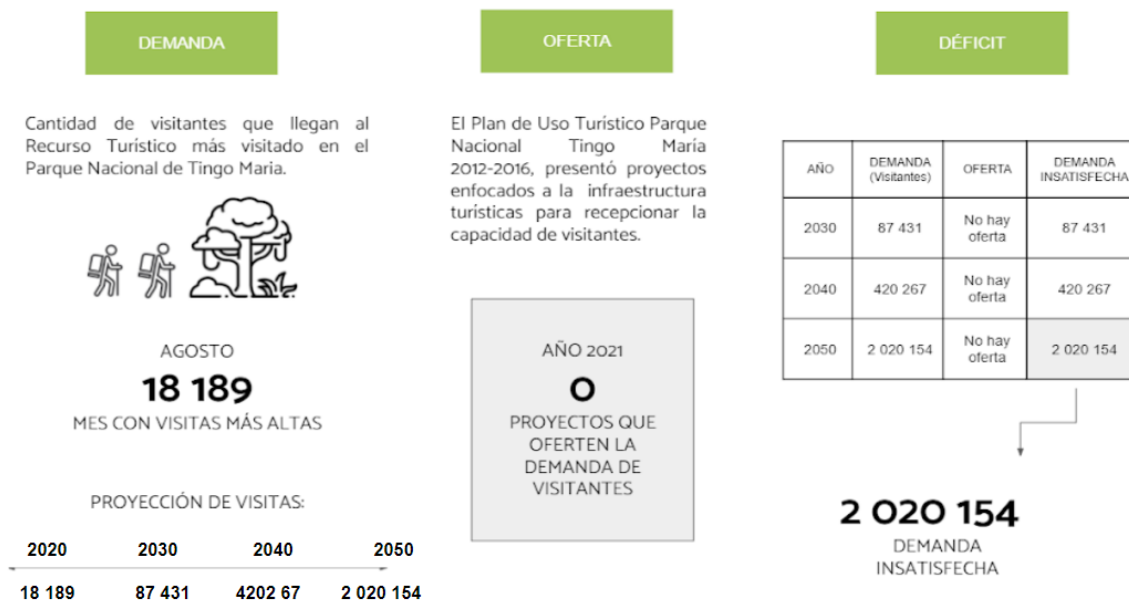 DEMANDA
Cantidad de visitantes que llegan al
Recurso Turístico más visitado en el
Parque Nacional de Tingo Maria.
AGOSTO
18 189
MES CON VISITAS MÁS ALTAS
PROYECCIÓN DE VISITAS:
2020 2030 2040 2050
18 189 87 431 4202 67 2 020 154
OFERTA
El Plan de Uso Turístico Parque
Nacional Tingo María
2012-2016, presentó proyectos
enfocados a la infraestructura
turísticas para recepcionar la
capacidad de visitantes.
AÑO 2021
0
PROYECTOS QUE
OFERTEN LA
DEMANDA DE
VISITANTES
DÉFICIT
AÑO DEMANDA (Visitantes) OFERTA DEMANDA INSATISFECHA
2030 87 431 No hay oferta 87 431
2040 420 267 No hay oferta 420 267
2050 2 020 154 No hay oferta 2 020 154
2 020 154
DEMANDA
INSATISFECHA